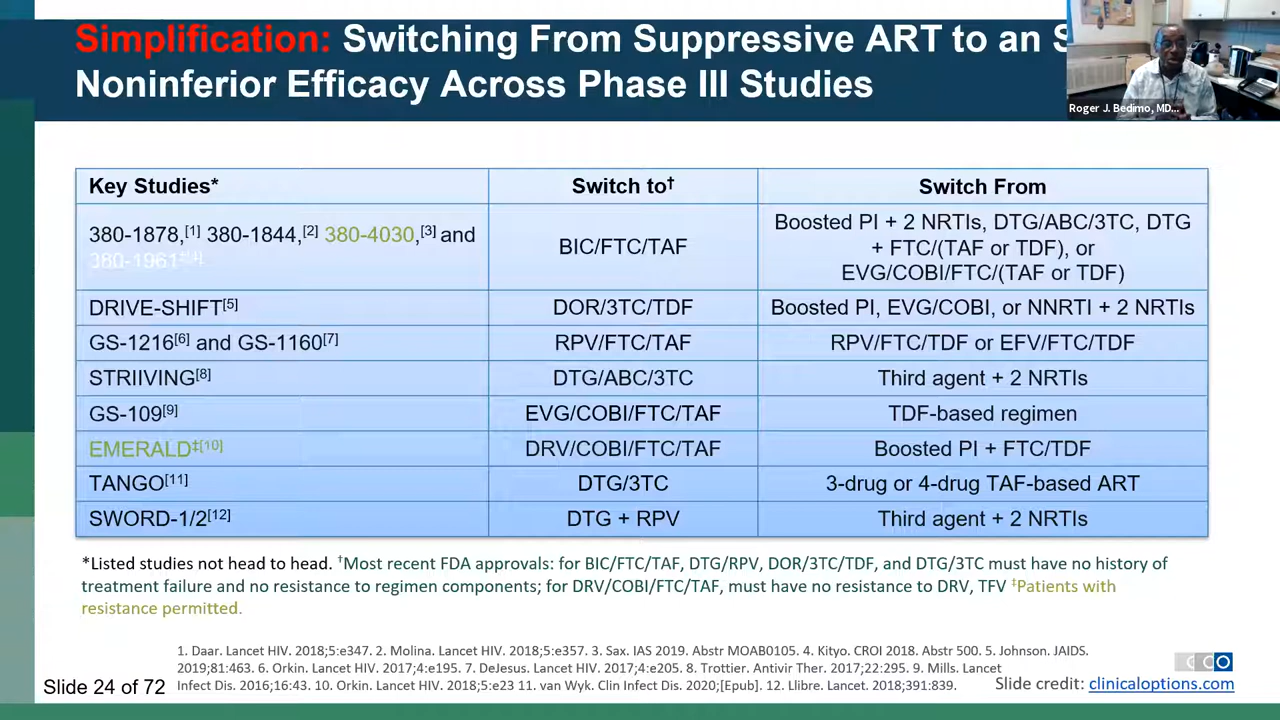 Simplification: Switching From Suppressive ART to an S
Noninferior Efficacy Across Phase III Studies
Roger J. Bedimo, MD...
Key Studies*
Switch to†
Switch From
380-1878,[1] 380-1844,[2] 380-4030,[3] and
380-1961‡[4]
BIC/FTC/TAF
Boosted PI + 2 NRTIs, DTG/ABC/3TC, DTG
+ FTC/(TAF or TDF), or
EVG/COBI/FTC/(TAF or TDF)
DRIVE-SHIFT[5]
DOR/3TC/TDF
Boosted PI, EVG/COBI, or NNRTI + 2 NRTIs
GS-1216[6] and GS-1160[7]
RPV/FTC/TAF
RPV/FTC/TDF or EFV/FTC/TDF
STRIIVING[8]
DTG/ABC/3TC
Third agent + 2 NRTIs
GS-109[9]
EVG/COBI/FTC/TAF
TDF-based regimen
EMERALD‡[10]
DRV/COBI/FTC/TAF
Boosted PI + FTC/TDF
TANGO[11]
DTG/3TC
3-drug or 4-drug TAF-based ART
SWORD-1/2[12]
DTG + RPV
Third agent + 2 NRTIs
*Listed studies not head to head. †Most recent FDA approvals: for BIC/FTC/TAF, DTG/RPV, DOR/3TC/TDF, and DTG/3TC must have no history of
treatment failure and no resistance to regimen components; for DRV/COBI/FTC/TAF, must have no resistance to DRV, TFV ‡Patients with
resistance permitted.
1. Daar. Lancet HIV. 2018;5:e347. 2. Molina. Lancet HIV. 2018;5:e357. 3. Sax. IAS 2019. Abstr MOAB0105. 4. Kityo. CROI 2018. Abstr 500. 5. Johnson. JAIDS.
2019;81:463. 6. Orkin. Lancet HIV. 2017;4:e195. 7. DeJesus. Lancet HIV. 2017;4:e205. 8. Trottier. Antivir Ther. 2017;22:295. 9. Mills. Lancet
Infect Dis. 2016;16:43. 10. Orkin. Lancet HIV. 2018;5:e23 11. van Wyk. Clin Infect Dis. 2020;[Epub]. 12. Llibre. Lancet. 2018;391:839.
Slide 24 of 72
CCO
Slide credit: clinicaloptions.com